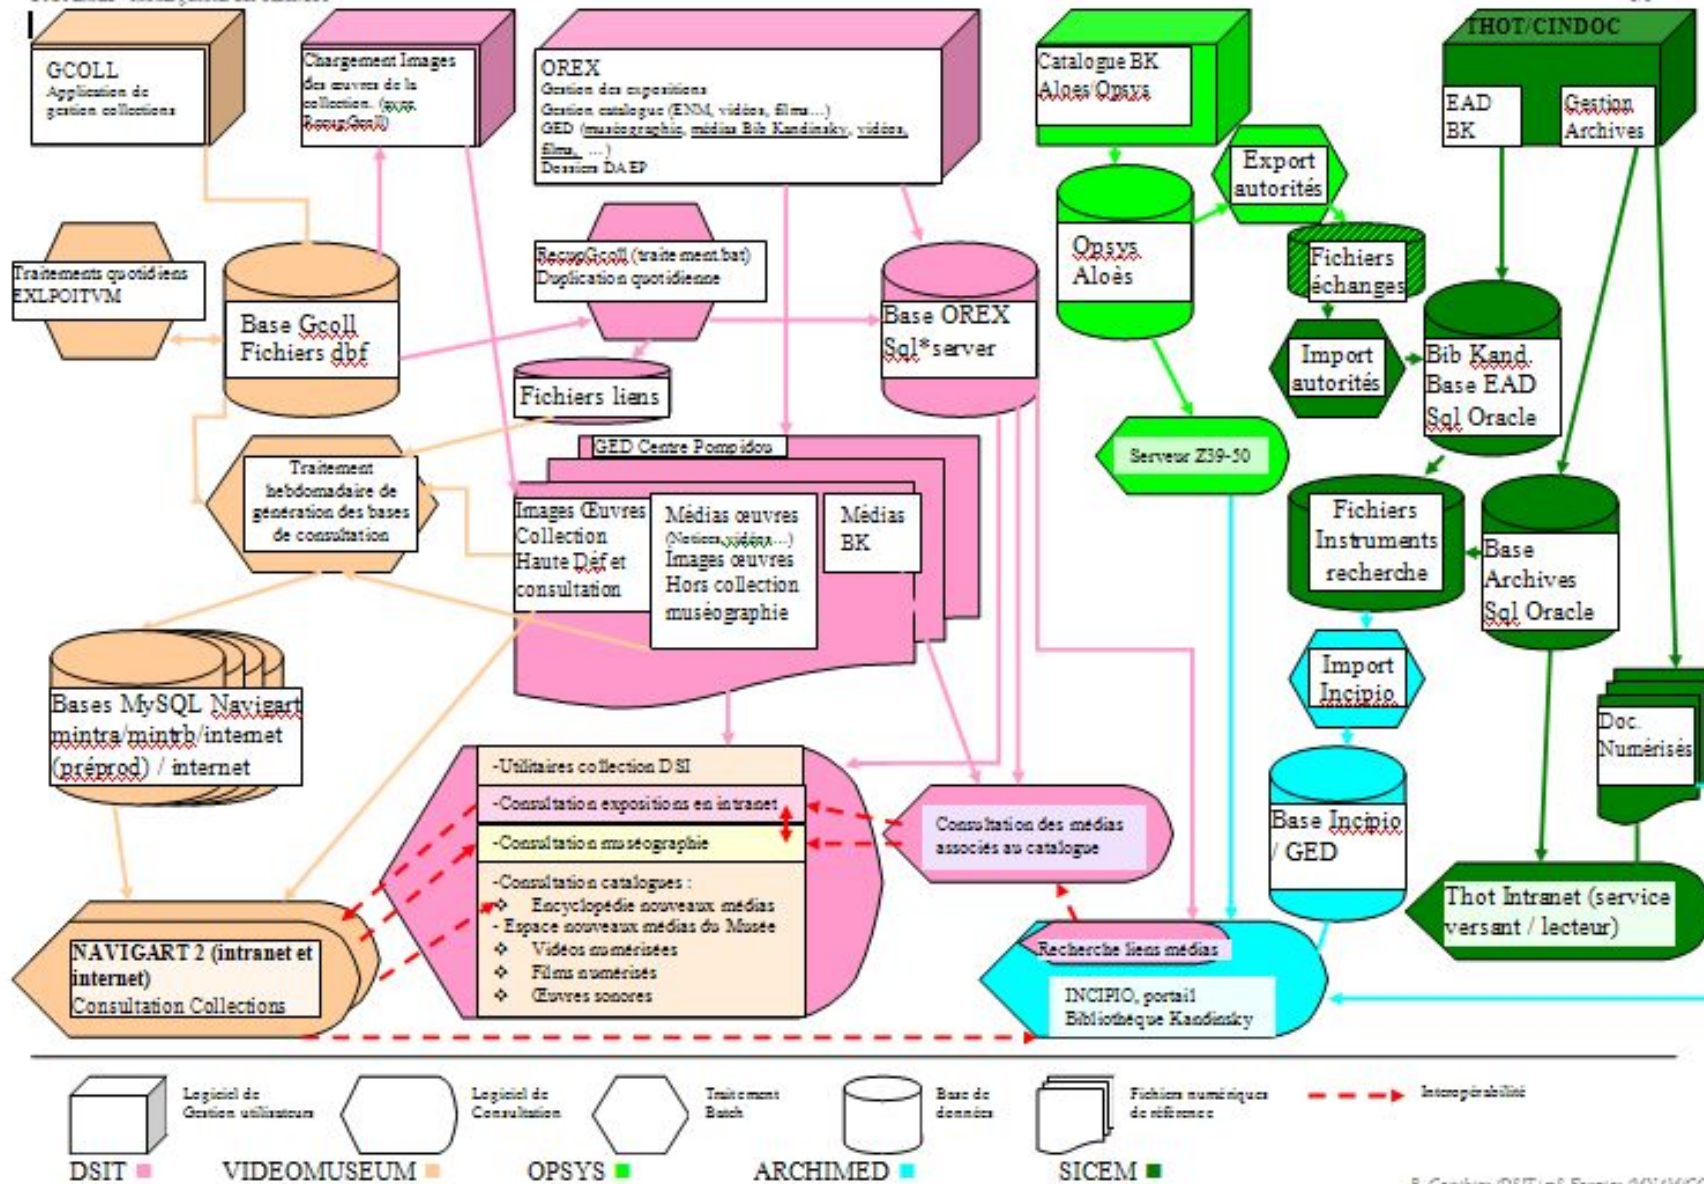 GCOLL
Application de
gestion collections
Chargement Images
des œuvres de la
collection. (avec
RecupGcoll)
OREX
Gestion des expositions
Gestion catalogue (ENM, vidéos, films...)
GED (muséographie, médias Bib Kandinsky, vidéos,
films, ...)
Dossiers DAEP
Catalogue BK
Aloes/Opsys
THOT/CINDOC
EAD
BK
Gestion
Archives
Export
autorités
Traitements quotidiens
EXLPOITVM
Base Gcoll
Fichiers dbf
RecupGcoll (traitement.bat)
Duplication quotidienne
Fichiers liens
Base OREX
Sql*server
Opsys
Aloès
Fichiers
échanges
Import
autorités
Bib Kand.
Base EAD
Sql Oracle
Traitement
hebdomadaire de
génération des bases
de consultation
GED Centre Pompidou
Images Œuvres
Collection
Haute Déf et
consultation
Médias œuvres
(Notices, vidéos...)
Images œuvres
Hors collection
muséographie
Médias
BK
Serveur Z39-50
Fichiers
Instruments
recherche
Base
Archives
Sql Oracle
Import
Incipio
Doc.
Numérisés
Bases MySQL Navigart
mintra/mintrb/internet
(préprod) / internet
-Utilitaires collection DSI
-Consultation expositions en intranet
-Consultation muséographie
-Consultation catalogues :
❖ Encyclopédie nouveaux médias
- Espace nouveaux médias du Musée
❖ Vidéos numérisées
❖ Films numérisés
❖ Œuvres sonores
Consultation des médias
associés au catalogue
Base Incipio
/ GED
Thot Intranet (service
versant / lecteur)
NAVIGART 2 (intranet et
internet)
Consultation Collections
Recherche liens médias
INCIPIO, portail
Bibliothèque Kandinsky
Logiciel de
Gestion utilisateurs
Logiciel de
Consultation
Traitement
Batch
Base de
données
Fichiers numériques
de référence
Interopérabilité
DSIT
VIDEOMUSEUM
OPSYS
ARCHIMED
SICEM